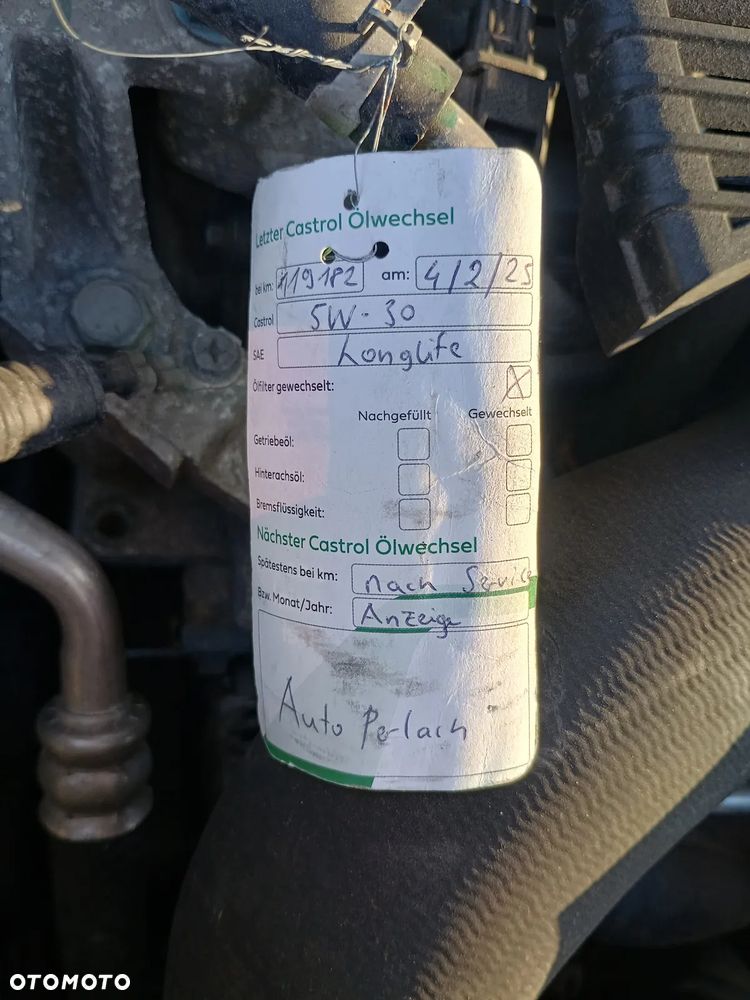 Letzter Castrol Ölwechsel
bei km: 119182 am: 4/2/25
Castrol 5W-30
SAE Longlife
Ölfilter gewechselt: X
Nachgefüllt Gewechselt
Getriebeöl:
Hinterachsöl:
Bremsflüssigkeit:
Nächster Castrol Ölwechsel
Spätestens bei km: nach Service
Bzw. Monat/Jahr: Anzeige
Auto Perlach
OTOMOTO